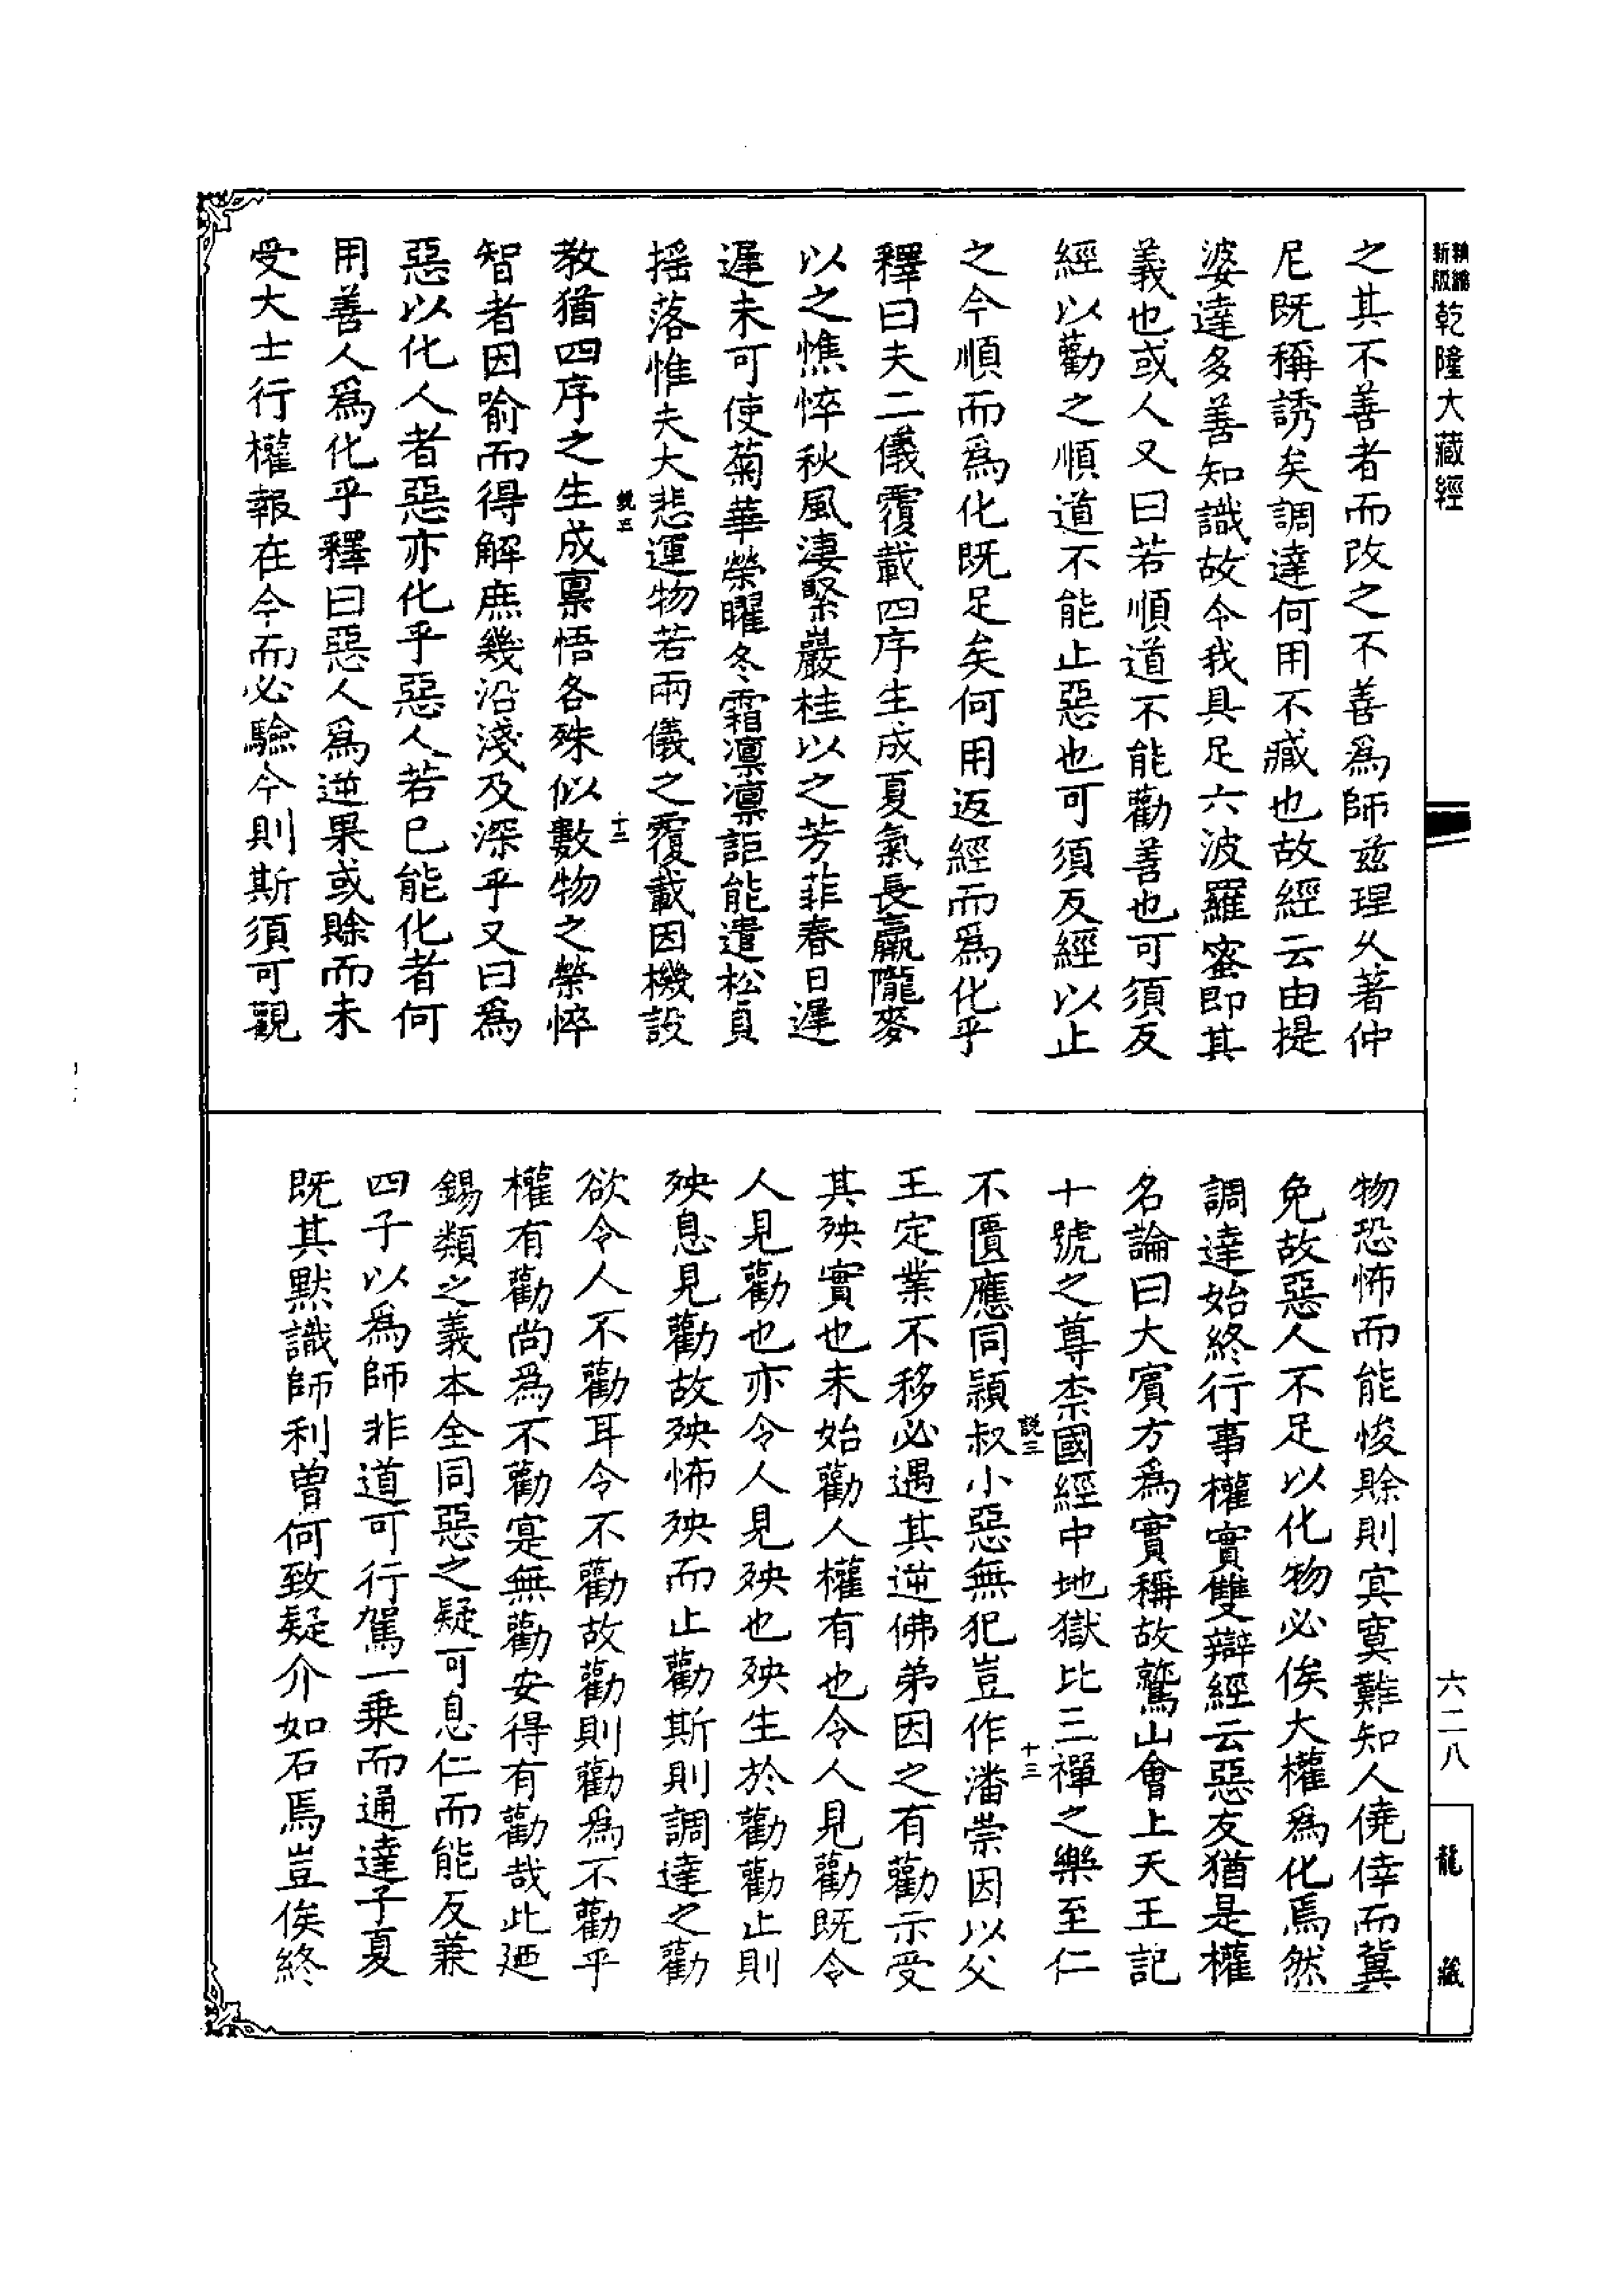 精編新版
乾隆大藏經
之其不善者而改之不善爲師茲理久著仲
尼既稱誘矣調達何用不臧也故經云由提
婆達多善知識故令我具足六波羅蜜即其
義也或人又曰若順道不能勸善也可須反
經以勸之順道不能止惡也可須反經以止
之今順而爲化既足矣何用返經而爲化乎
釋曰夫二儀覆載四序生成夏氣長羸隴麥
以之憔悴秋風淒緊巖桂以之芳菲春日遲
遲未可使菊華榮曜冬霜凜凜詎能遣松貞
搖落惟夫大悲運物若兩儀之覆載因機設
教猶四序之生成稟悟各殊似數物之榮悴
智者因喻而得解庶幾沿淺及深乎又曰爲
惡以化人者惡亦化乎惡人若已能化者何
用善人爲化乎釋曰惡人爲逆果或賒而未
受大士行權報在今而必驗今則斯須可觀
物恐怖而能悛賒則冥寞難知人僥倖而冀
免故惡人不足以化物必俟大權爲化焉然
調達始終行事權實雙辯經云惡友猶是權
名論曰大賓方爲實稱故鷲山會上天王記
十號之尊柰國經中地獄比三禪之樂至仁
不匱應同潁叔小惡無犯豈作潘崇因以父
王定業不移必遇其逆佛弟因之有勸示受
其殃實也未始勸人權有也令人見勸既令
人見勸也亦令人見殃也殃生於勸勸止則
殃息見勸故殃怖殃而止勸斯則調達之勸
欲令人不勸耳令不勸故勸則勸爲不勸乎
權有勸尚爲不勸寔無勸安得有勸哉此迺
錫類之義本全同惡之疑可息仁而能反兼
四子以爲師非道可行駕一乘而通達子夏
既其默識師利曾何致疑介如石焉豈俟終
説三
十三
六二八
龍藏